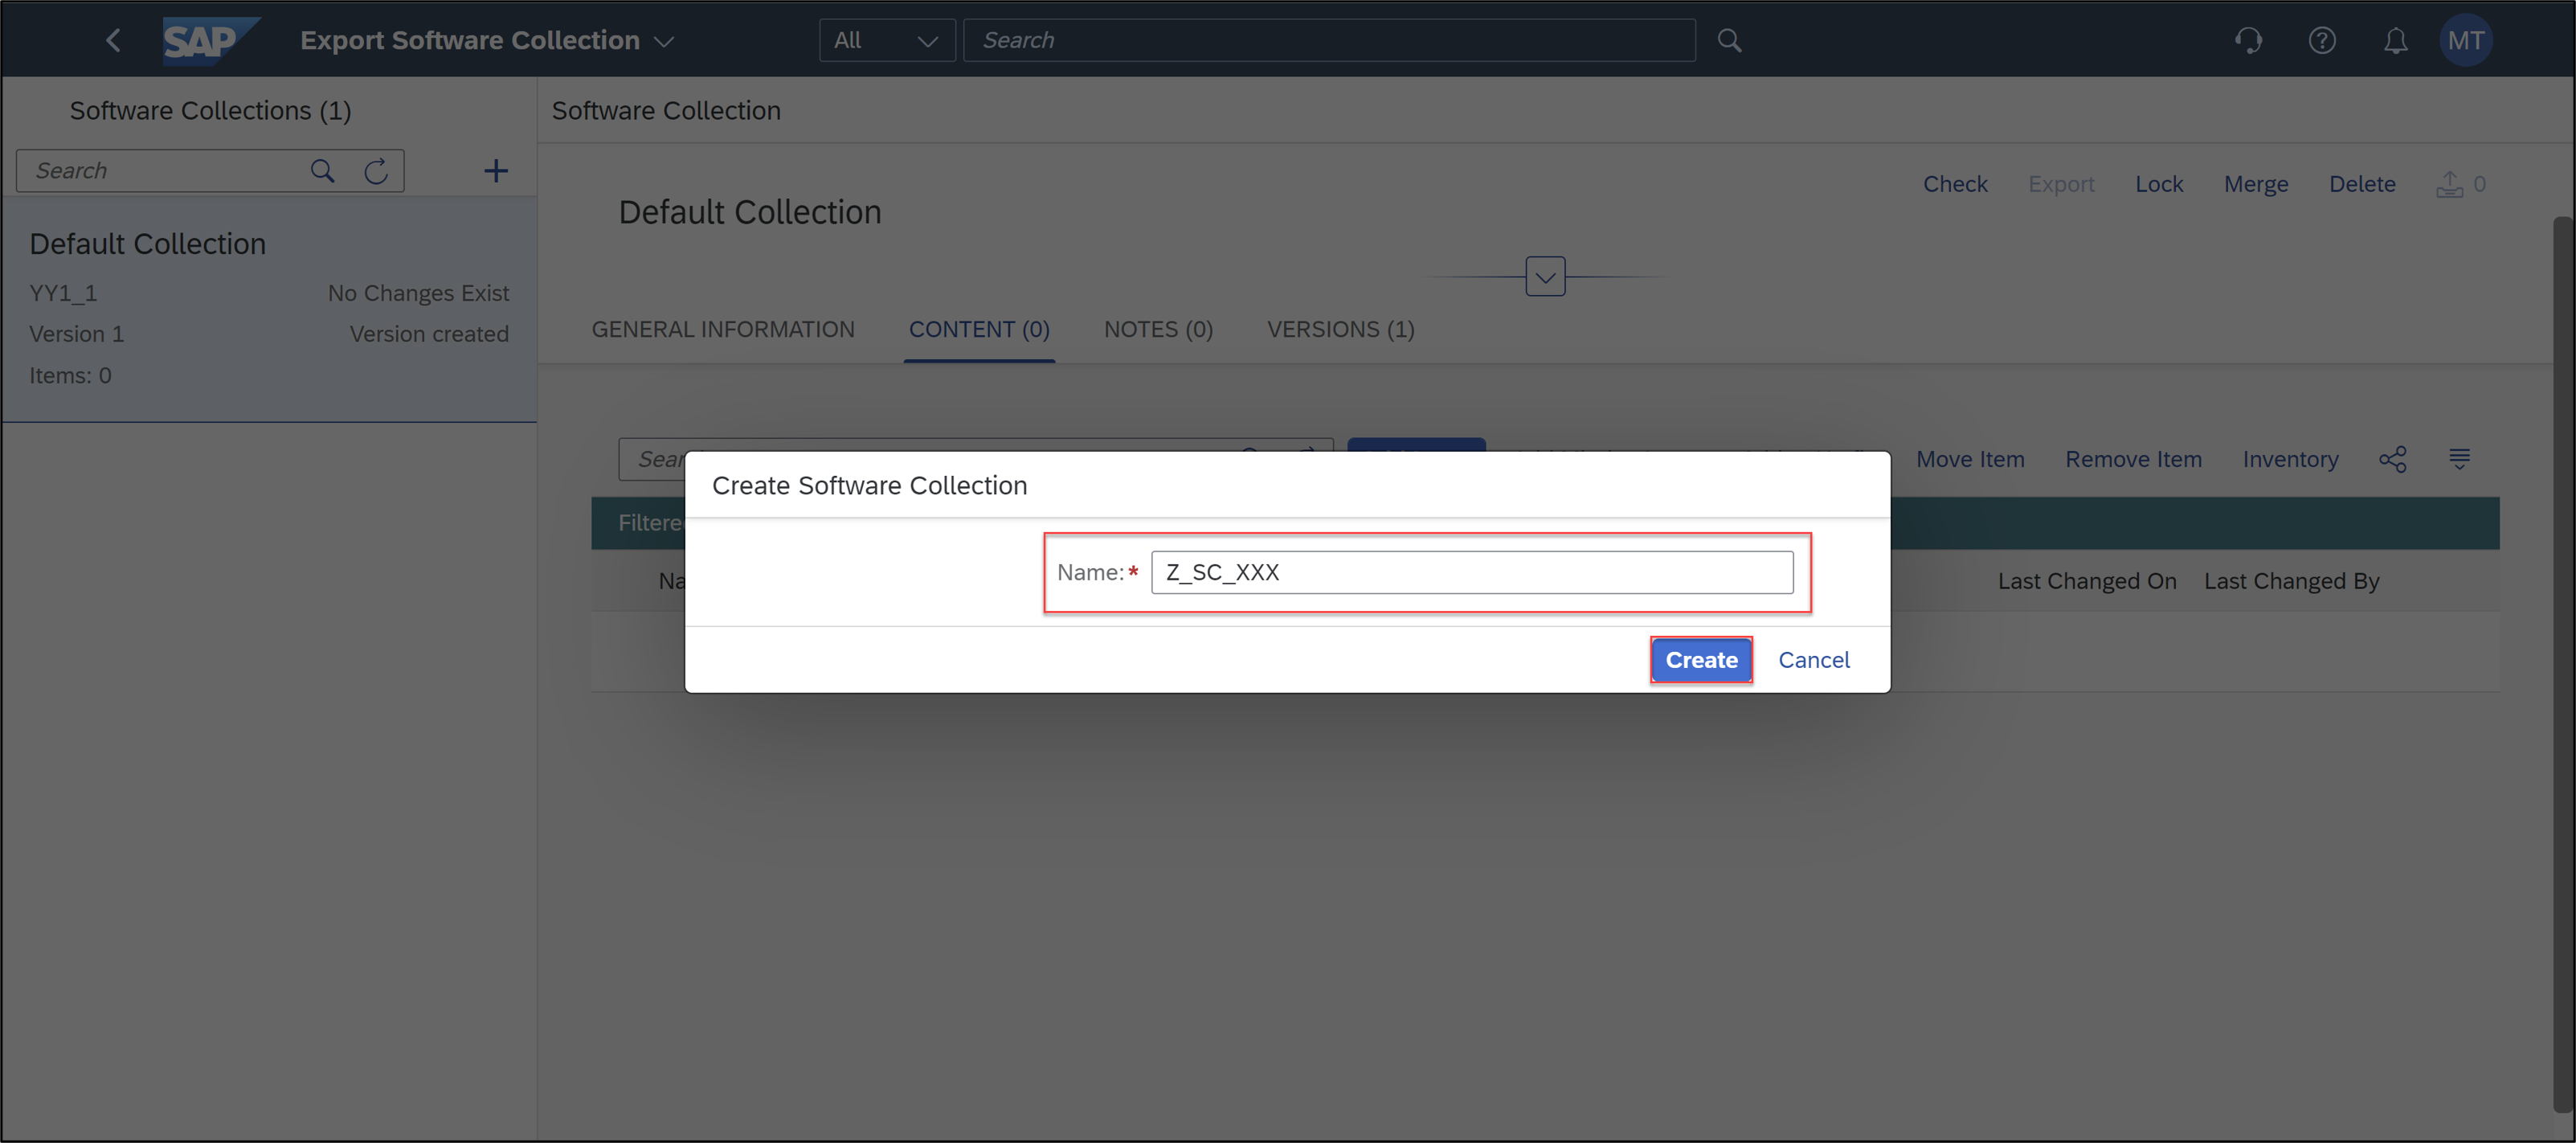 SAP
Export Software Collection
All
Search
MT
Software Collections (1)
Software Collection
Search
Default Collection
YY1_1
No Changes Exist
Version 1
Version created
Items: 0
Default Collection
Check
Export
Lock
Merge
Delete
0
GENERAL INFORMATION
CONTENT (0)
NOTES (0)
VERSIONS (1)
Move Item
Remove Item
Inventory
Last Changed On
Last Changed By
Create Software Collection
Name:*
Z_SC_XXX
Create
Cancel